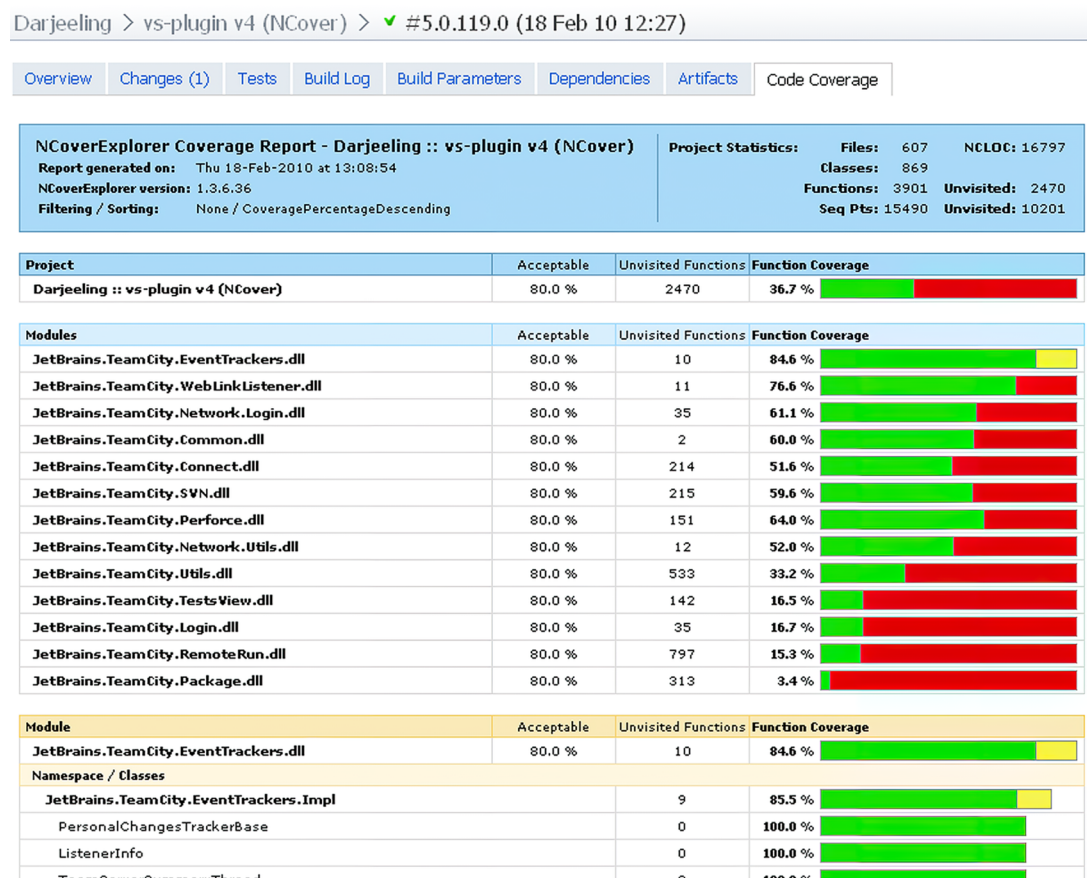 Darjeeling > vs-plugin v4 (NCover) > #5.0.119.0 (18 Feb 10 12:27)
Overview Changes (1) Tests Build Log Build Parameters Dependencies Artifacts Code Coverage
NCoverExplorer Coverage Report - Darjeeling :: vs-plugin v4 (NCover) Project Statistics: Files: 607 NCLOC: 16797
Report generated on: Thu 18-Feb-2010 at 13:08:54 Classes: 869
NCoverExplorer version: 1.3.6.36 Functions: 3901 Unvisited: 2470
Filtering / Sorting: None / CoveragePercentageDescending Seq Pts: 15490 Unvisited: 10201
Project Acceptable Unvisited Functions Function Coverage
Darjeeling :: vs-plugin v4 (NCover) 80.0 % 2470 36.7 %
Modules Acceptable Unvisited Functions Function Coverage
JetBrains.TeamCity.EventTrackers.dll 80.0 % 10 84.6 %
JetBrains.TeamCity.WebLinkListener.dll 80.0 % 11 76.6 %
JetBrains.TeamCity.Network.Login.dll 80.0 % 35 61.1 %
JetBrains.TeamCity.Common.dll 80.0 % 2 60.0 %
JetBrains.TeamCity.Connect.dll 80.0 % 214 51.6 %
JetBrains.TeamCity.SVN.dll 80.0 % 215 59.6 %
JetBrains.TeamCity.Perforce.dll 80.0 % 151 64.0 %
JetBrains.TeamCity.Network.Utils.dll 80.0 % 12 52.0 %
JetBrains.TeamCity.Utils.dll 80.0 % 533 33.2 %
JetBrains.TeamCity.TestsView.dll 80.0 % 142 16.5 %
JetBrains.TeamCity.Login.dll 80.0 % 35 16.7 %
JetBrains.TeamCity.RemoteRun.dll 80.0 % 797 15.3 %
JetBrains.TeamCity.Package.dll 80.0 % 313 3.4 %
Module Acceptable Unvisited Functions Function Coverage
JetBrains.TeamCity.EventTrackers.dll 80.0 % 10 84.6 %
Namespace / Classes
JetBrains.TeamCity.EventTrackers.Impl 9 85.5 %
PersonalChangesTrackerBase 0 100.0 %
ListenerInfo 0 100.0 %